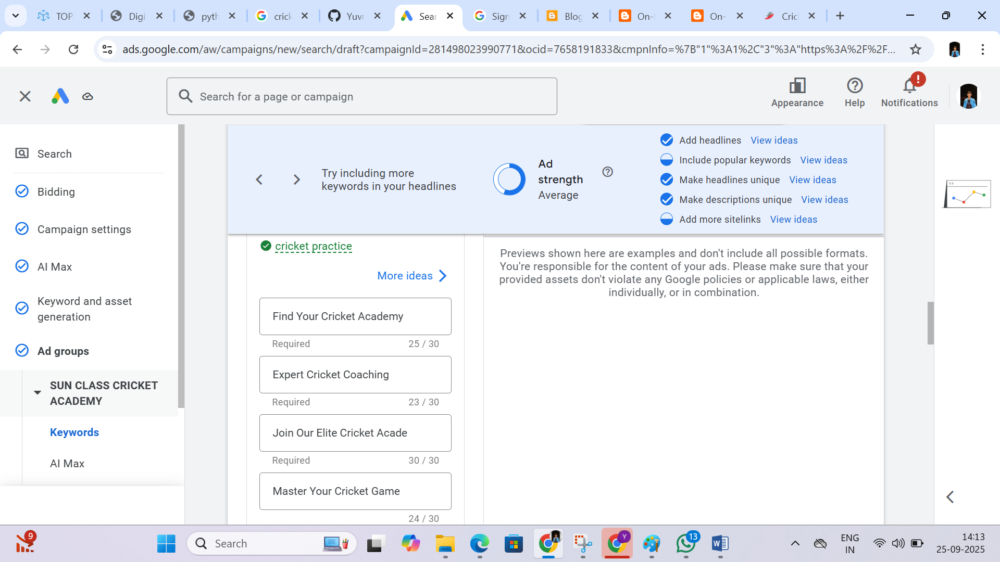 TOP
Digi
pyth
crick
Yuvr
Sear
Sign
Blog
On-
On-
Cric
ads.google.com/aw/campaigns/new/search/draft?campaignId=281498023990771&ocid=7658191833&cmpnInfo=%7B"1"%3A1%2C"3"%3A"https%3A%2F%2F...
Search for a page or campaign
Appearance
Help
!
Notifications
Search
Bidding
Campaign settings
AI Max
Keyword and asset
generation
Ad groups
SUN CLASS CRICKET
ACADEMY
Keywords
AI Max
Try including more
keywords in your headlines
Ad
strength
Average
Add headlines View ideas
Include popular keywords View ideas
Make headlines unique View ideas
Make descriptions unique View ideas
Add more sitelinks View ideas
cricket practice
More ideas
Find Your Cricket Academy
Required 25 / 30
Expert Cricket Coaching
Required 23 / 30
Join Our Elite Cricket Acade
Required 30 / 30
Master Your Cricket Game
24 / 30
Previews shown here are examples and don't include all possible formats.
You're responsible for the content of your ads. Please make sure that your
provided assets don't violate any Google policies or applicable laws, either
individually, or in combination.
9
Search
Y
13
ENG
IN
14:13
25-09-2025